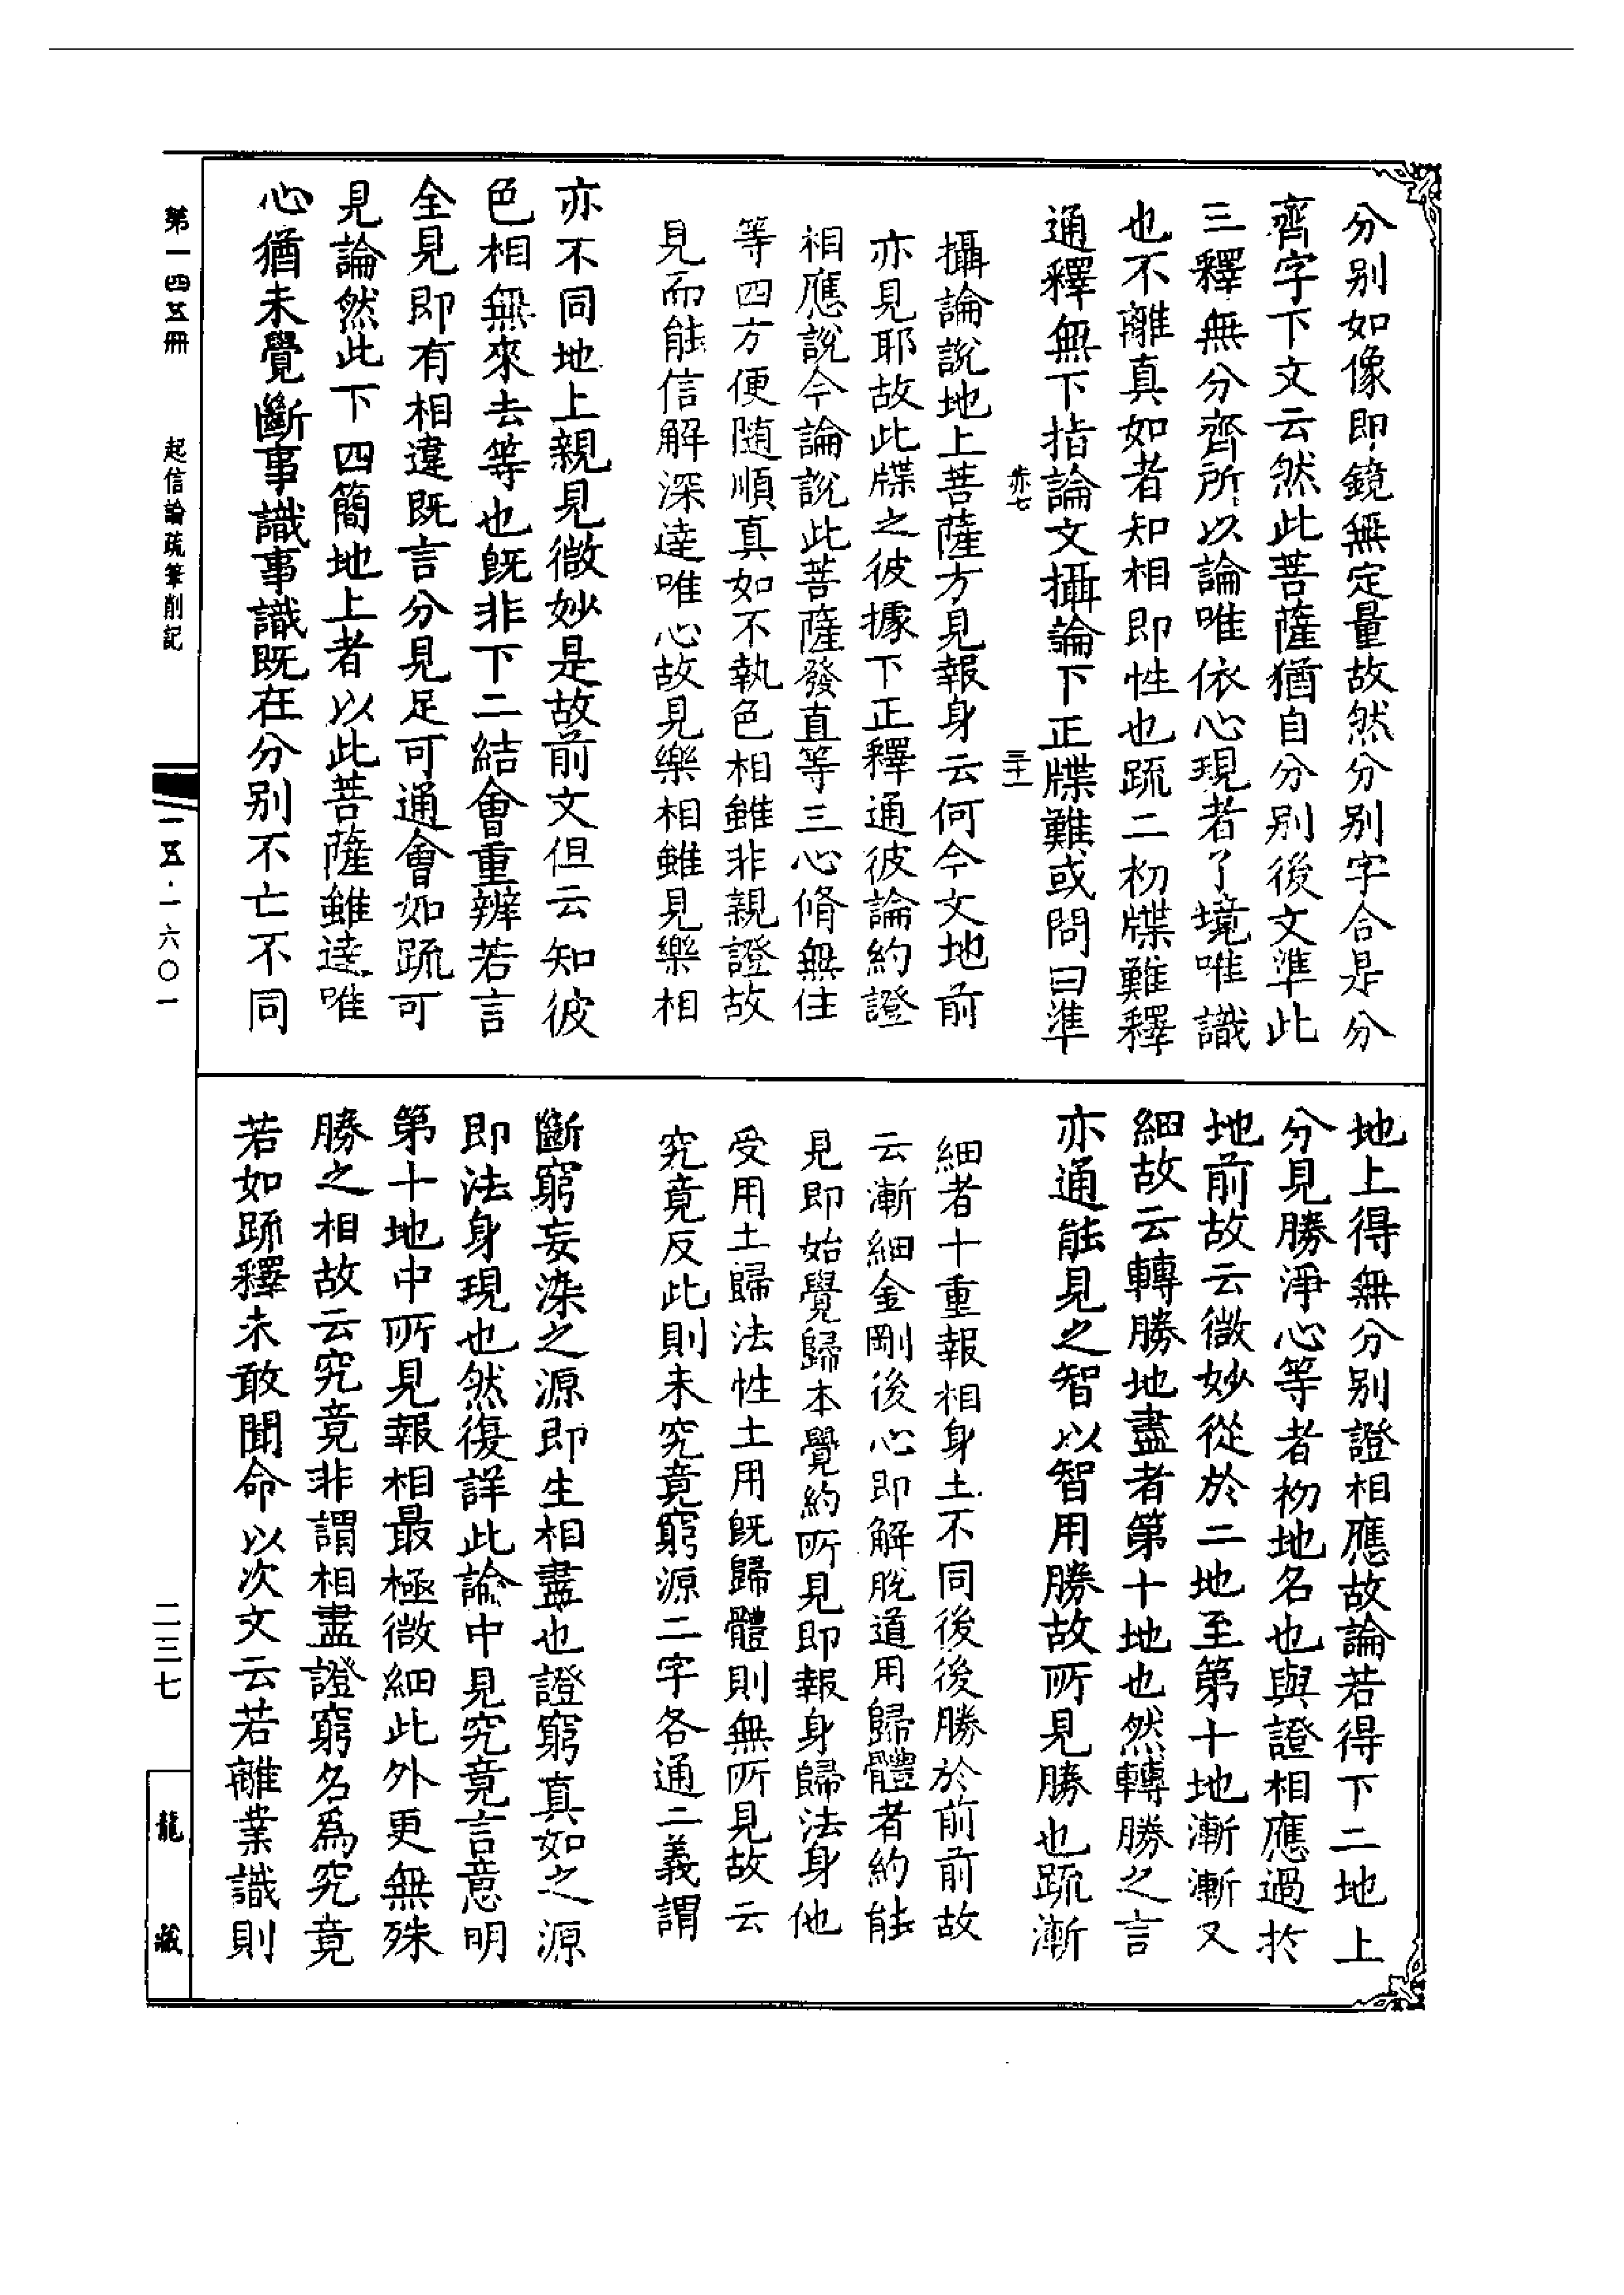 分别如像即鏡無定量故然分别字合是分
齊字下文云然此菩薩猶自分别後文準此
三釋無分齊所以論唯依心現者了境唯識
也不離真如者知相即性也䟽二初牒難釋
通釋無下指論文攝論下正牒難或問曰準
赤七
三十一
攝論説地上菩薩方見報身云何今文地前
亦見耶故此牒之彼據下正釋通彼論約證
相應說今論說此菩薩發直等三心脩無住
等四方便随順真如不執色相雖非親證故
見而能信解深達唯心故見樂相雖見樂相
亦不同地上親見微妙是故前文但云知彼
色相無來去等也既非下二結會重辨若言
全見即有相違既言分見足可通會如䟽可
見論然此下四簡地上者以此菩薩雖達唯
心猶未覺斷事識事識既在分别不亡不同
地上得無分别證相應故論若得下二地上
分見勝淨心等者初地名也與證相應過於
地前故云微妙從於二地至第十地漸漸又
細故云轉勝地盡者第十地也然轉勝之言
亦通能見之智以智用勝故所見勝也䟽漸
細者十重報相身土不同後後勝於前前故
云漸細金剛後心即解脫道用歸體者約能
見即始覺歸本覺約所見即報身歸法身他
受用土歸法性土用既歸體則無所見故云
究竟反此則未究竟窮源二字各通二義謂
斷窮妄染之源即生相盡也證窮真如之源
即法身現也然復詳此論中見究竟言意明
第十地中所見報相最極微細此外更無殊
勝之相故云究竟非謂相盡證窮名爲究竟
若如䟽釋未敢聞命以次文云若離業識則
第一四五冊
起信論疏筆削記
一五·一六〇一
二三七
龍藏